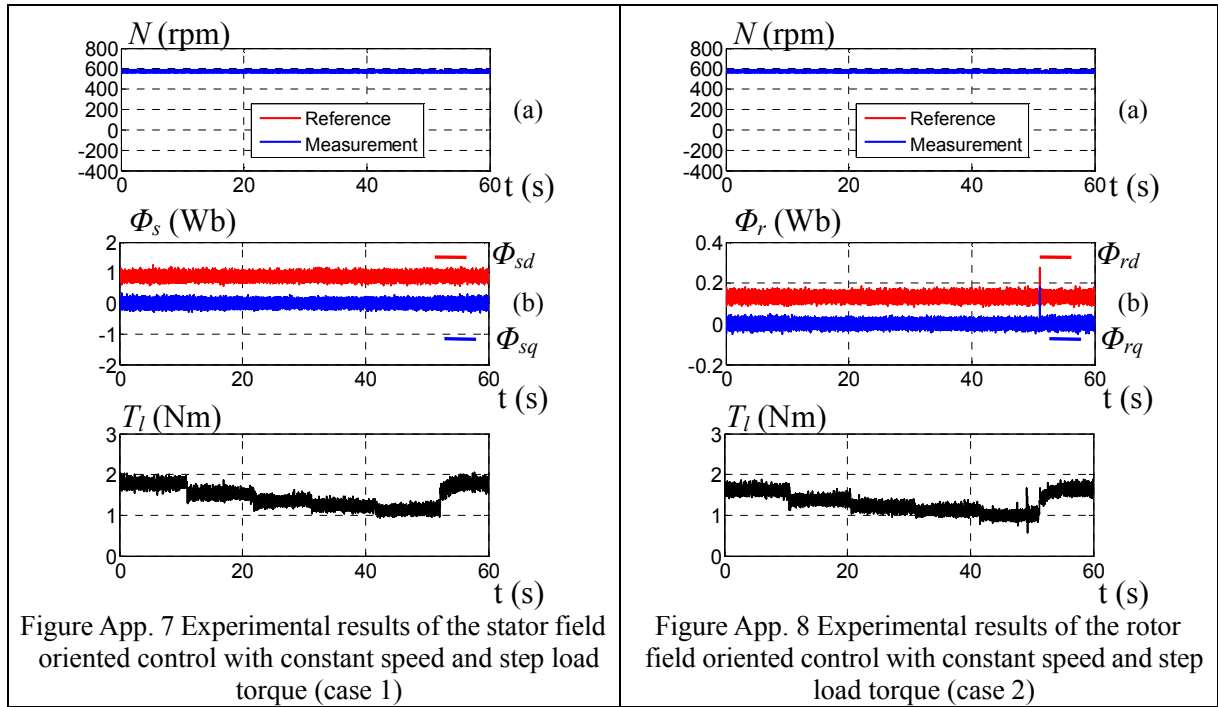 N (rpm)
800
600
400
200
0
-200
-400
Reference
Measurement
(a)
0 20 40 60
t (s)
Φs (Wb)
2
1
0
-1
-2
Φsd
(b)
Φsq
0 20 40 60
t (s)
Tl (Nm)
3
2
1
0
0 20 40 60
t (s)
Figure App. 7 Experimental results of the stator field
oriented control with constant speed and step load
torque (case 1)
N (rpm)
800
600
400
200
0
-200
-400
Reference
Measurement
(a)
0 20 40 60
t (s)
Φr (Wb)
0.4
0.2
0
-0.2
Φrd
(b)
Φrq
0 20 40 60
t (s)
Tl (Nm)
3
2
1
0
0 20 40 60
t (s)
Figure App. 8 Experimental results of the rotor
field oriented control with constant speed and step
load torque (case 2)